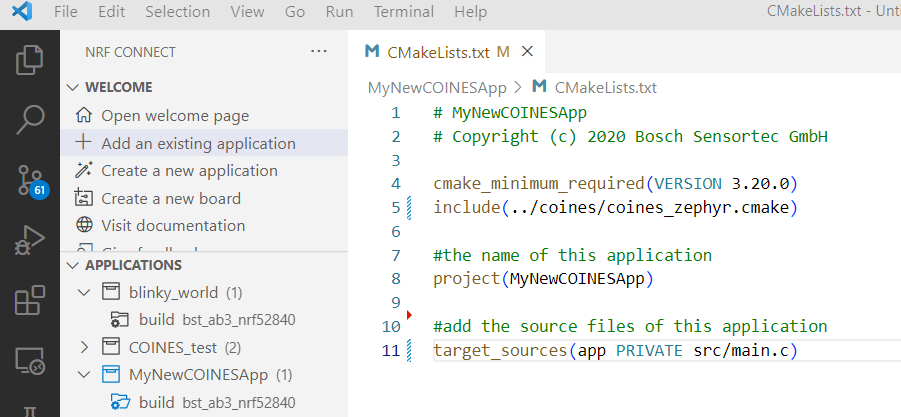 File Edit Selection View Go Run Terminal Help CMakeLists.txt - Unti
NRF CONNECT ...
CMakeLists.txt M
WELCOME
MyNewCOINESApp > CMakeLists.txt
Open welcome page
Add an existing application
Create a new application
Create a new board
Visit documentation
Give feedback
61
APPLICATIONS
blinky_world (1)
build bst_ab3_nrf52840
COINES_test (2)
MyNewCOINESApp (1)
build bst_ab3_nrf52840
1 # MyNewCOINESApp
2 # Copyright (c) 2020 Bosch Sensortec GmbH
3
4 cmake_minimum_required(VERSION 3.20.0)
5 include(../coines/coines_zephyr.cmake)
6
7 #the name of this application
8 project(MyNewCOINESApp)
9
10 #add the source files of this application
11 target_sources(app PRIVATE src/main.c)